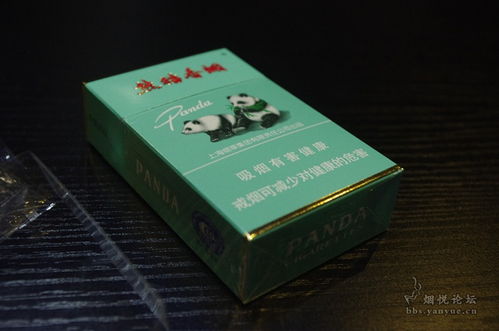 熊猫香烟
Panda
上海烟草集团有限责任公司出品
吸烟有害健康
戒烟可减少对健康的危害
PANDA
PANDA
CIGARETTES
烟悦论坛
bbs.yanyue.cn